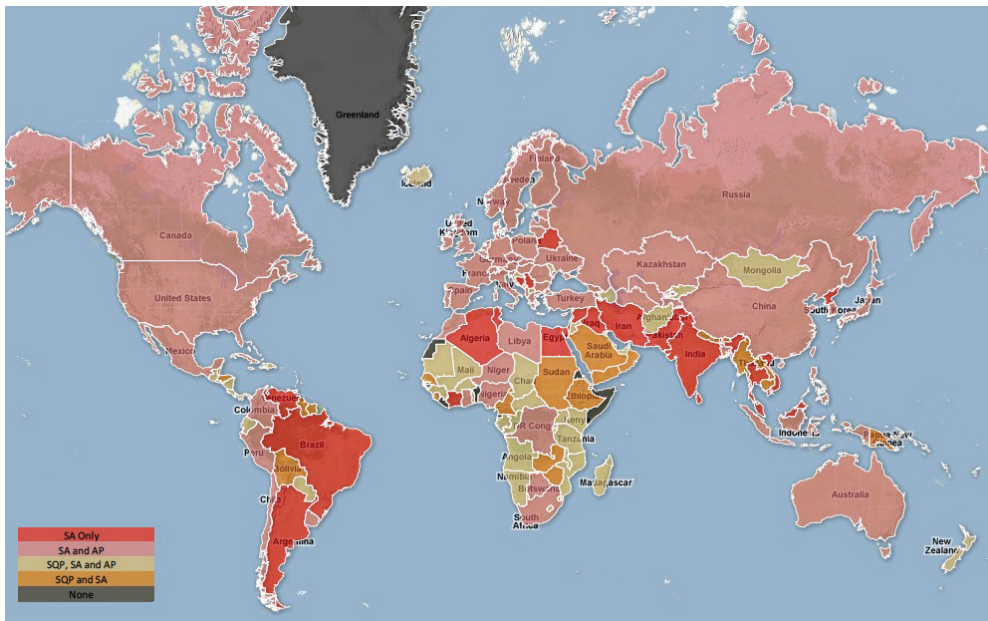 Greenland
Iceland
Finland
Sweden
Norway
Russia
United
Kingdom
Canada
Poland
Germany
Ukraine
Kazakhstan
Mongolia
France
Italy
Spain
United States
Turkey
China
Japan
South Korea
Afghanistan
Iraq
Iran
Pakistan
Algeria
Libya
Egypt
Saudi
Arabia
India
Mexico
Mali
Niger
Chad
Sudan
Nigeria
Ethiopia
Venezuela
Colombia
DR Congo
Kenya
Tanzania
Indonesia
Papua New
Guinea
Brazil
Peru
Bolivia
Angola
Namibia
Botswana
Madagascar
Chile
Australia
South
Africa
Argentina
New
Zealand
SA Only
SA and AP
SQP, SA and AP
SQP and SA
None